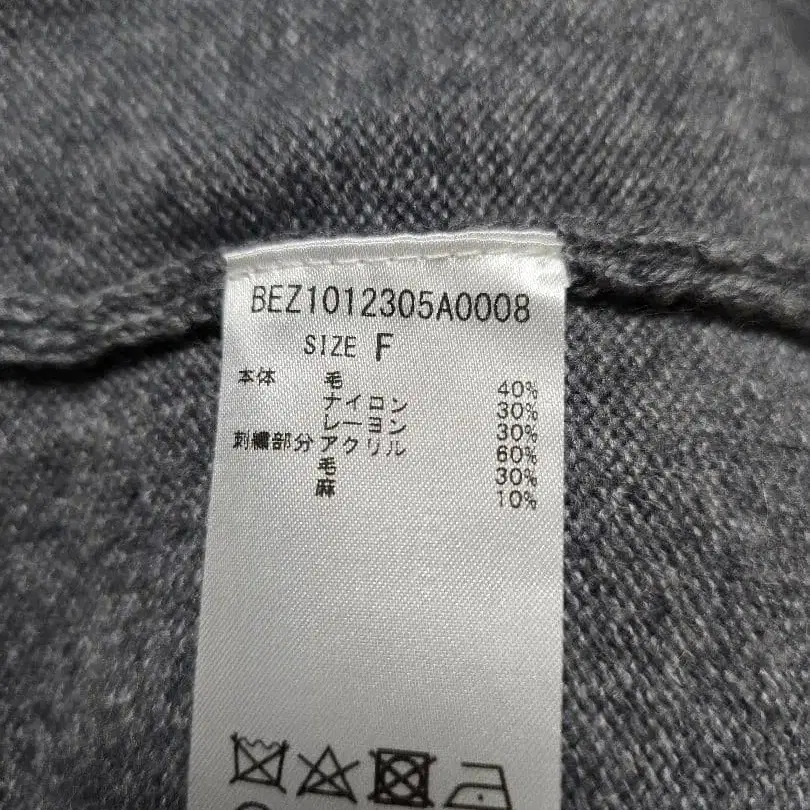 BEZ1012305A0008
SIZE F
本体 毛 40%
ナイロン 30%
レーヨン 30%
刺繍部分 アクリル 60%
毛 30%
麻 10%